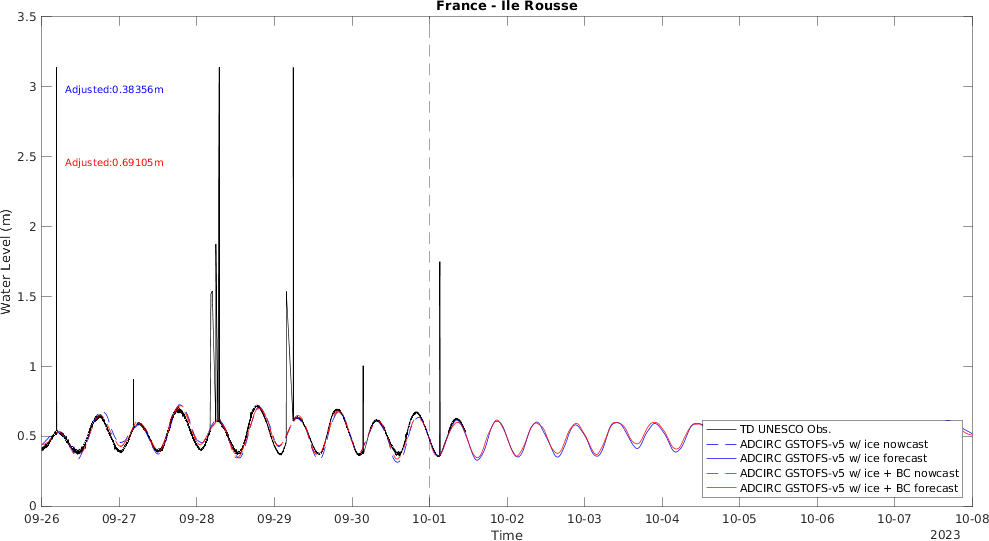 France - Ile Rousse
3.5
3
2.5
2
1.5
1
0.5
0
Water Level (m)
Adjusted:0.38356m
Adjusted:0.69105m
TD UNESCO Obs.
ADCIRC GSTOFS-v5 w/ ice nowcast
ADCIRC GSTOFS-v5 w/ ice forecast
ADCIRC GSTOFS-v5 w/ ice + BC nowcast
ADCIRC GSTOFS-v5 w/ ice + BC forecast
09-26 09-27 09-28 09-29 09-30 10-01 10-02 10-03 10-04 10-05 10-06 10-07 10-08
Time
2023